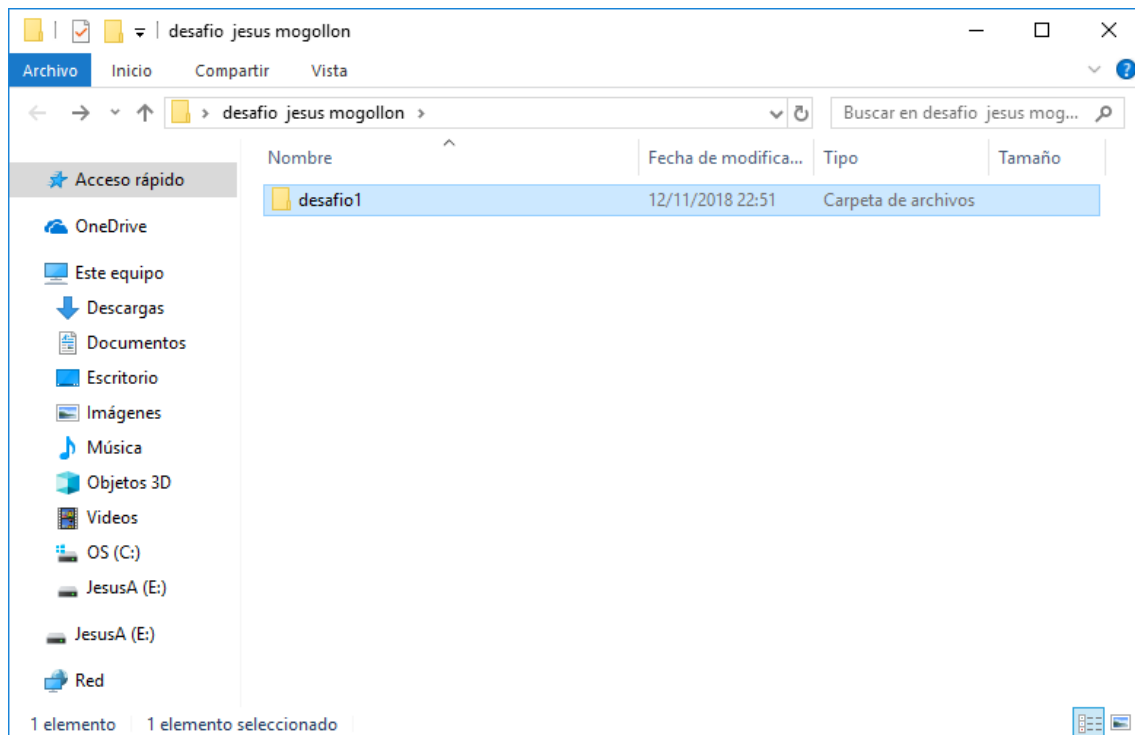 desafio jesus mogollon
Archivo Inicio Compartir Vista
desafio jesus mogollon Buscar en desafio jesus mog...
Nombre Fecha de modifica... Tipo Tamaño
desafio1 12/11/2018 22:51 Carpeta de archivos
Acceso rápido
OneDrive
Este equipo
Descargas
Documentos
Escritorio
Imágenes
Música
Objetos 3D
Videos
OS (C:)
JesusA (E:)
JesusA (E:)
Red
1 elemento 1 elemento seleccionado